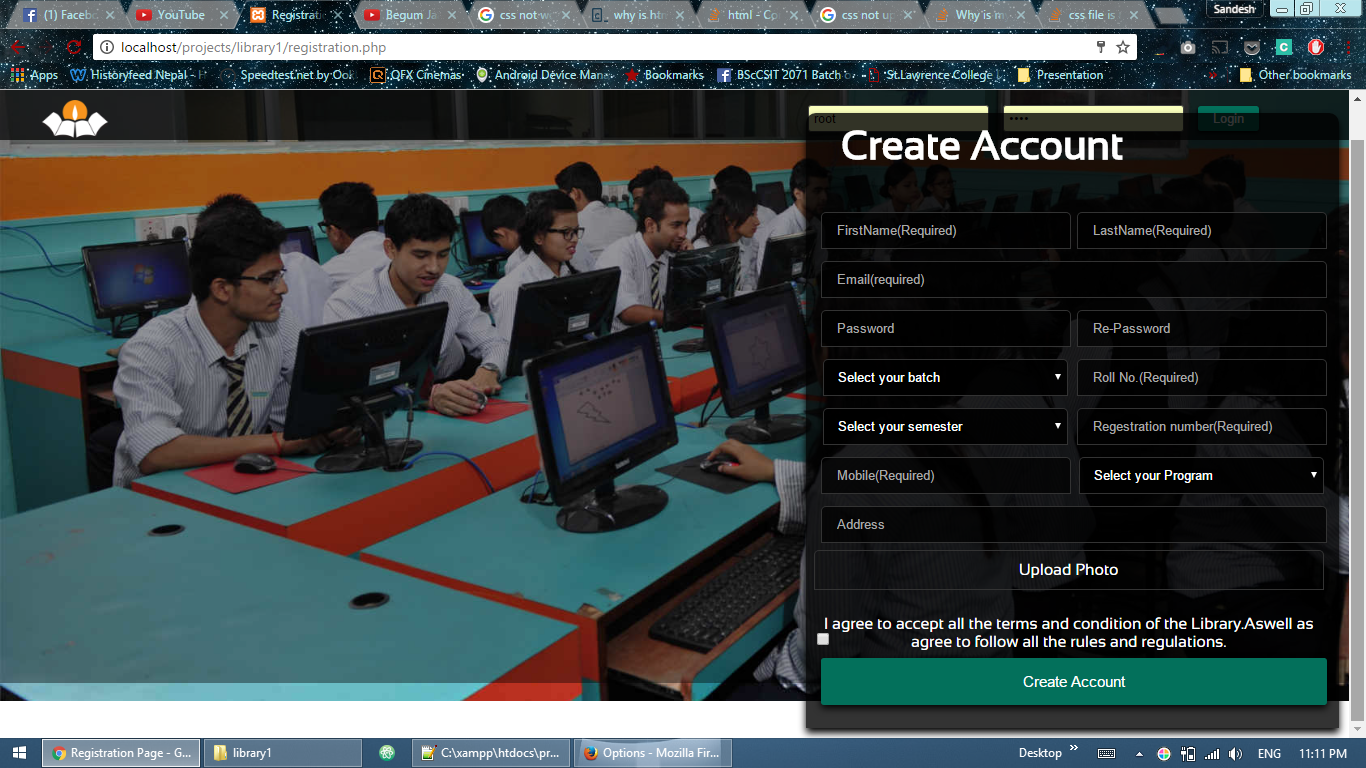 (1) Faceb
YouTube
Registrati
Begum Ja
css not w
why is htm
html - Co
css not up
Why is m
css file is
Sandesh
localhost/projects/library1/registration.php
Apps
Historyfeed Nepal - H
Speedtest.net by Ook
QFX Cinemas
Android Device Mana
Bookmarks
BScCSIT 2071 Batch
St.Lawrence College
Presentation
Other bookmarks
root
••••
Login
Create Account
FirstName(Required)
LastName(Required)
Email(required)
Password
Re-Password
Select your batch
Roll No.(Required)
Select your semester
Regestration number(Required)
Mobile(Required)
Select your Program
Address
Upload Photo
I agree to accept all the terms and condition of the Library.Aswell as
agree to follow all the rules and regulations.
Create Account
Registration Page - G...
library1
C:\xampp\htdocs\pr...
Options - Mozilla Fir...
Desktop
ENG
11:11 PM